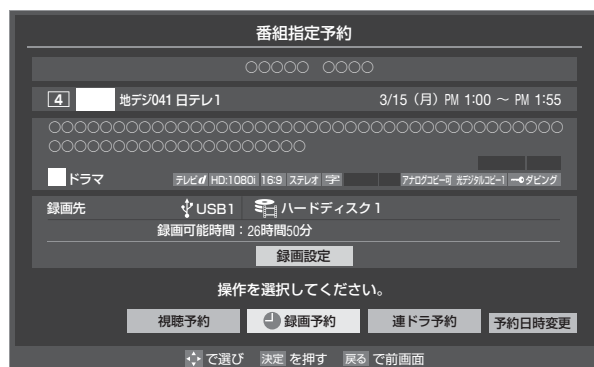 番組指定予約
○○○○○ ○○○○
4 地デジ041 日テレ1 3/15（月）PM 1:00 ～ PM 1:55
○○○○○○○○○○○○○○○○○○○○○○○○○○○○○○○○○○○○○○○○
○○○○○○○○○○○○○○○○○○○○
ドラマ テレビd HD:1080i 16:9 ステレオ 字 アナログコピー可 光デジタルコピー1 ダビング
録画先 USB1 ハードディスク1
録画可能時間：26時間50分
録画設定
操作を選択してください。
視聴予約 録画予約 連ドラ予約 予約日時変更
で選び 決定 を押す 戻る で前画面